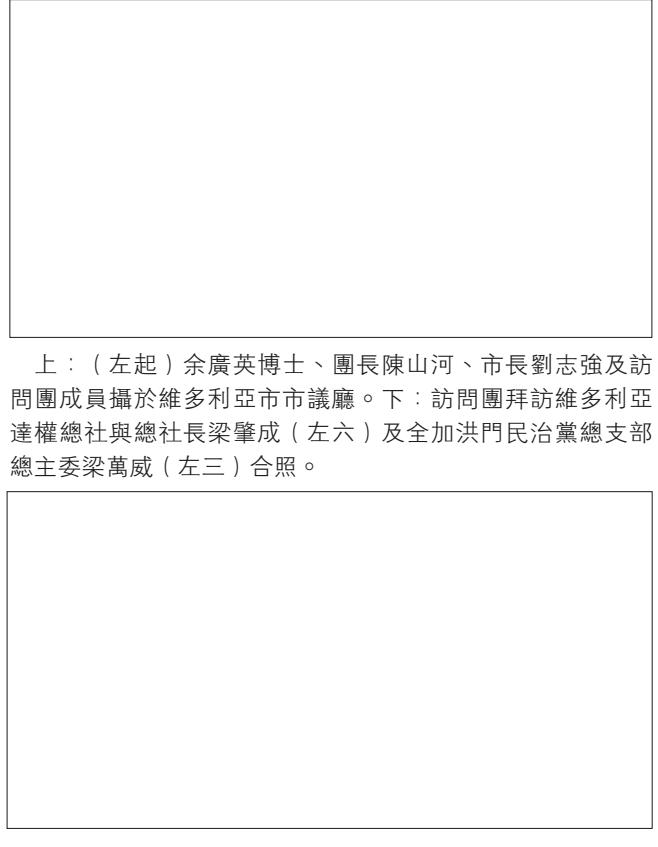 上：（左起）余廣英博士、團長陳山河、市長劉志強及訪
問團成員攝於維多利亞市市議廳。下：訪問團拜訪維多利亞
達權總社與總社長梁肇成（左六）及全加洪門民治黨總支部
總主委梁萬威（左三）合照。